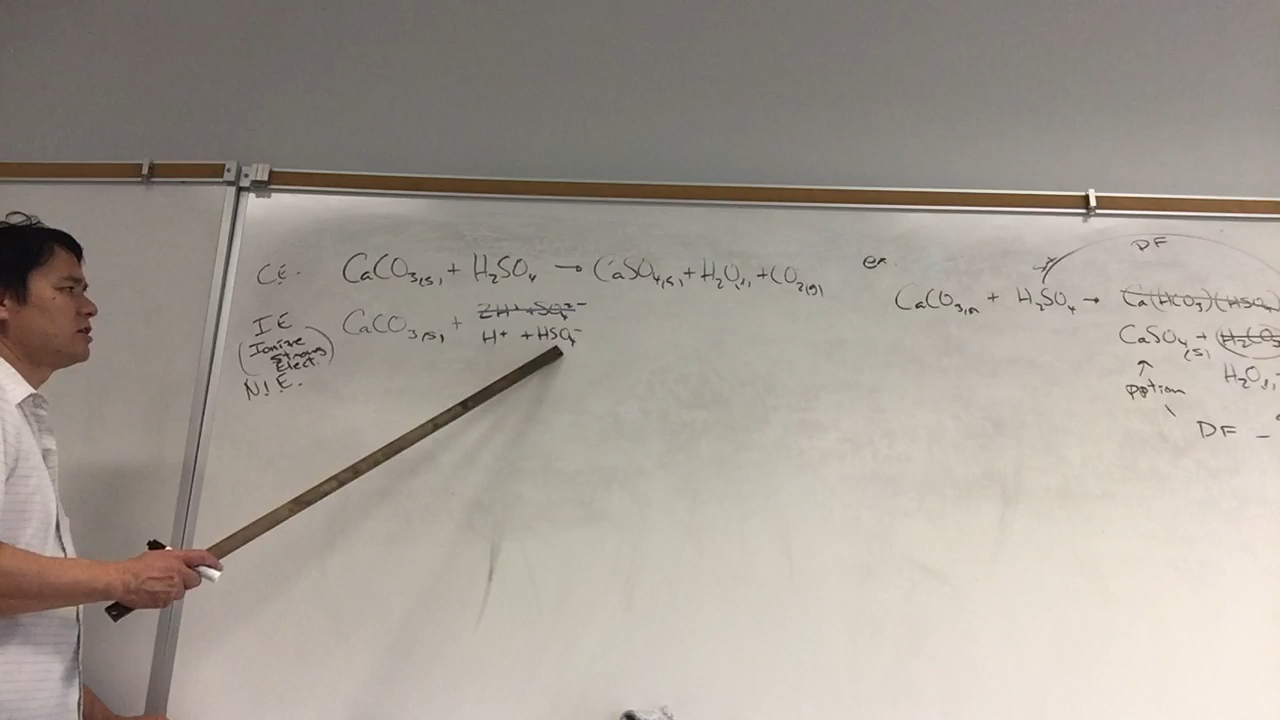 C.E. CaCO₃(s) + H₂SO₄ → CaSO₄(s) + H₂O(l) + CO₂(g)
I E CaCO₃(s) + 2H⁺ + SO₄²⁻
H⁺ + HSO₄⁻
(Ionize
Strong
Elect.)
N.I.E.
ex.
DF
CaCO₃(s) + H₂SO₄ → Ca(HCO₃)(HSO₄)
CaSO₄(s) + H₂CO₃
↑
pption
H₂O(l)
DF -